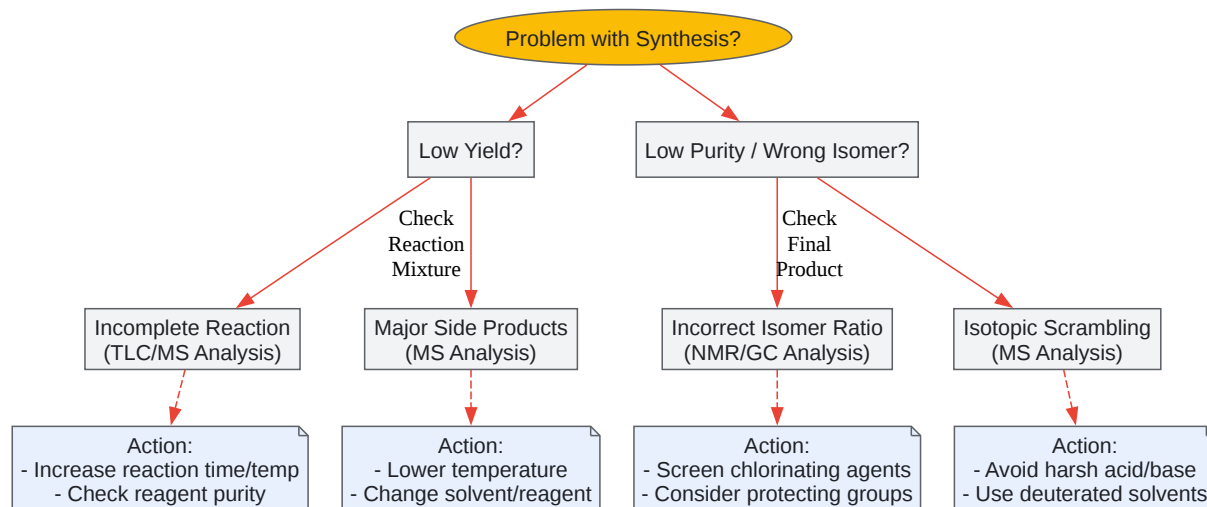 Problem with Synthesis?
Low Yield?
Low Purity / Wrong Isomer?
Check
Reaction
Mixture
Check
Final
Product
Incomplete Reaction
(TLC/MS Analysis)
Major Side Products
(MS Analysis)
Incorrect Isomer Ratio
(NMR/GC Analysis)
Isotopic Scrambling
(MS Analysis)
Action:
- Increase reaction time/temp
- Check reagent purity
Action:
- Lower temperature
- Change solvent/reagent
Action:
- Screen chlorinating agents
- Consider protecting groups
Action:
- Avoid harsh acid/base
- Use deuterated solvents